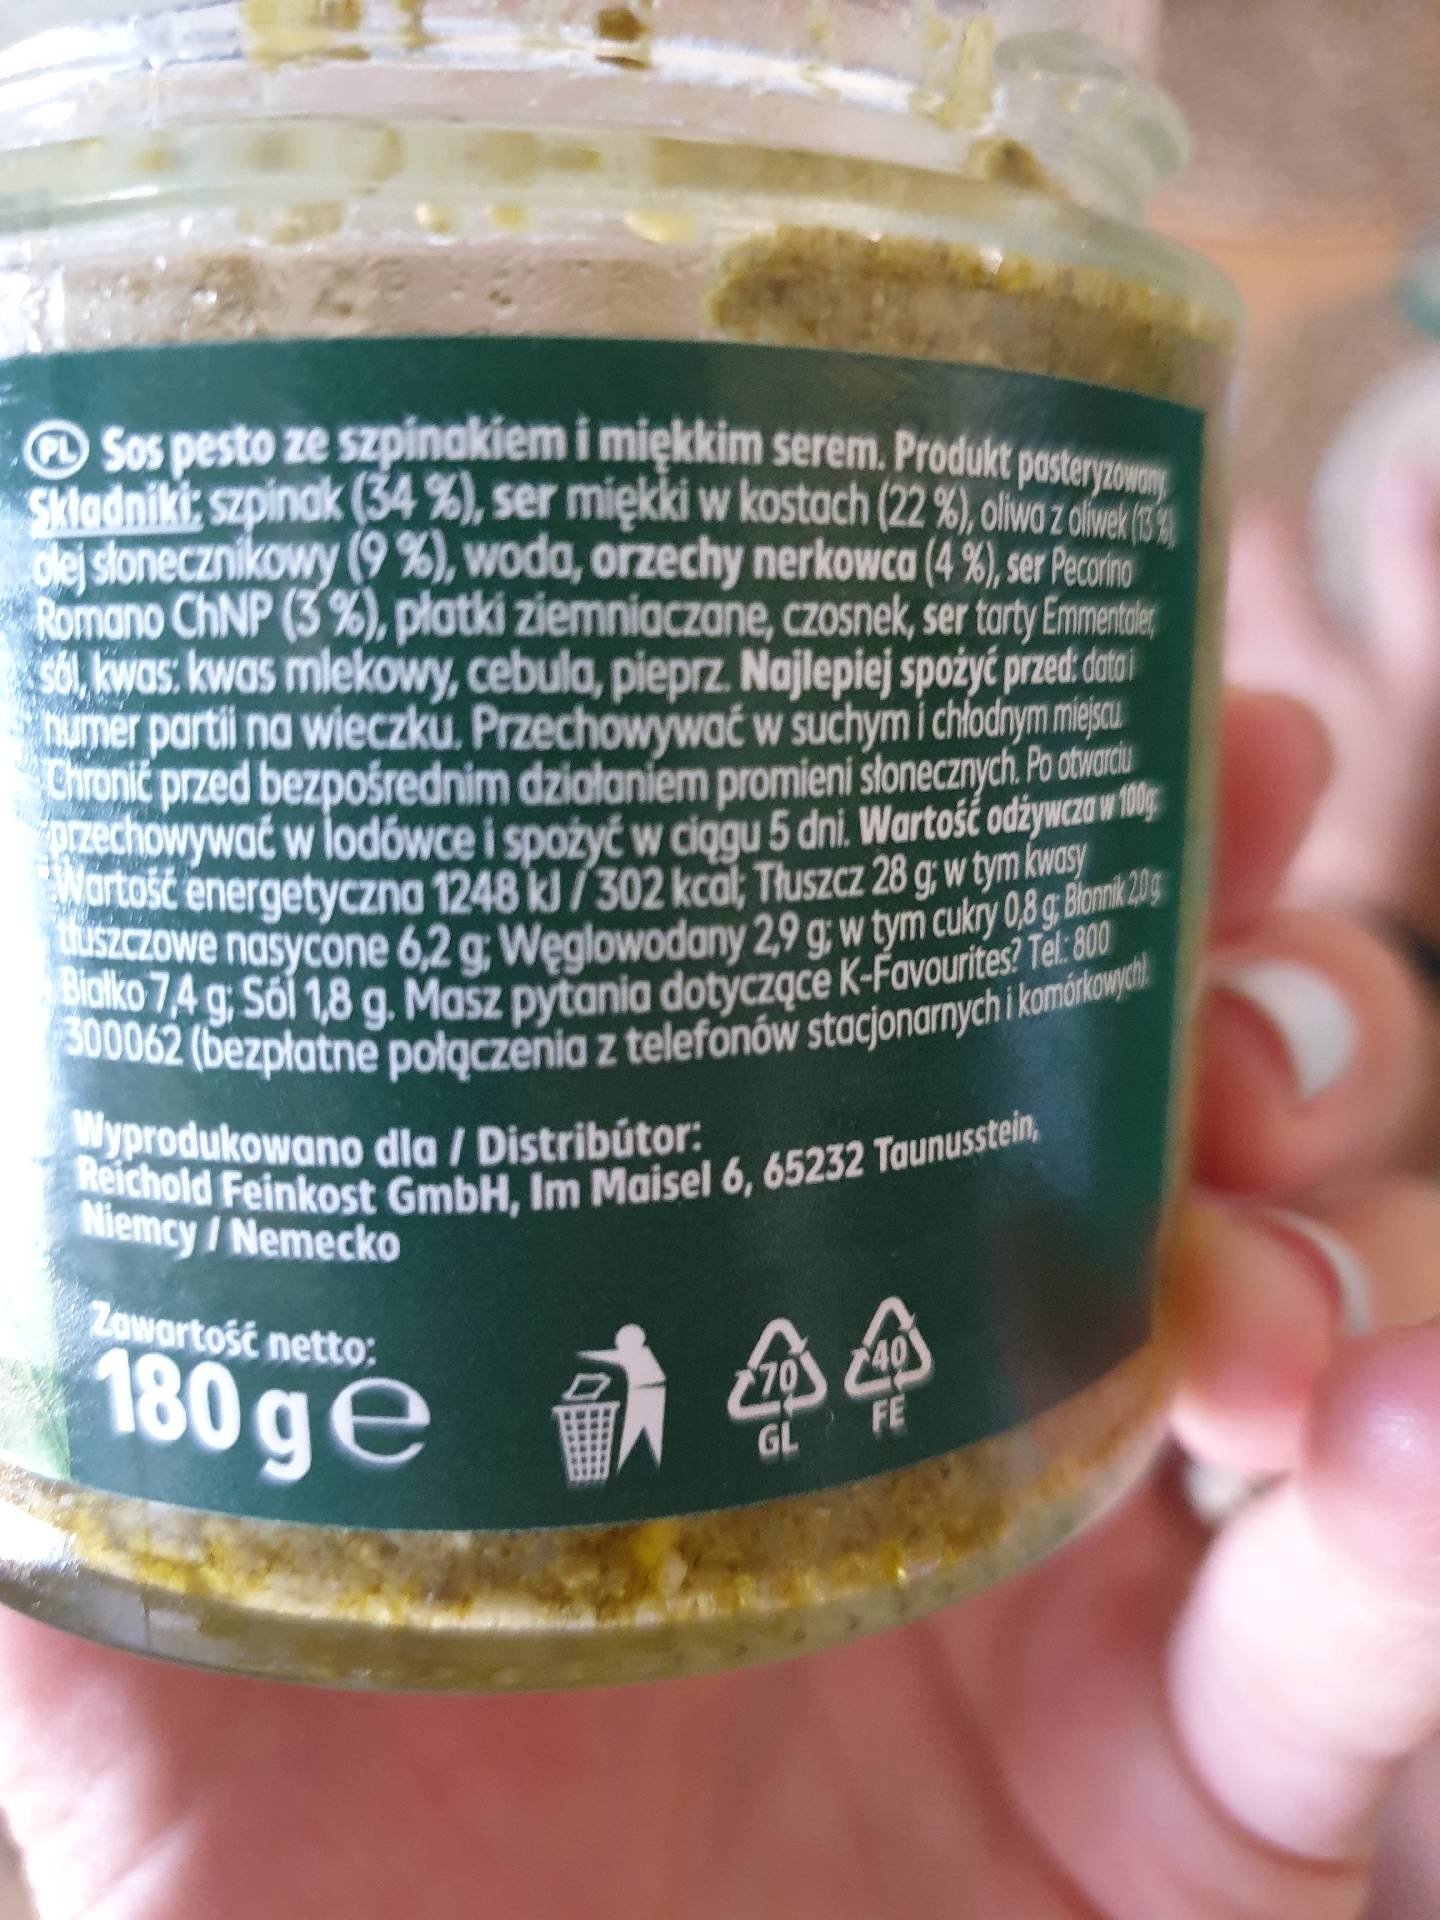 PL Sos pesto ze szpinakiem i miękkim serem. Produkt pasteryzowany.
Składniki: szpinak (34 %), ser miękki w kostach (22 %), oliwa z oliwek (13 %),
olej słonecznikowy (9 %), woda, orzechy nerkowca (4 %), ser Pecorino
Romano ChNP (3 %), płatki ziemniaczane, czosnek, ser tarty Emmentaler,
sól, kwas: kwas mlekowy, cebula, pieprz. Najlepiej spożyć przed: data i
numer partii na wieczku. Przechowywać w suchym i chłodnym miejscu.
Chronić przed bezpośrednim działaniem promieni słonecznych. Po otwarciu
przechowywać w lodówce i spożyć w ciągu 5 dni. Wartość odżywcza w 100g:
Wartość energetyczna 1248 kJ / 302 kcal; Tłuszcz 28 g; w tym kwasy
tłuszczowe nasycone 6,2 g; Węglowodany 2,9 g; w tym cukry 0,8 g; Błonnik 2,0 g;
Białko 7,4 g; Sól 1,8 g. Masz pytania dotyczące K-Favourites? Tel.: 800
300062 (bezpłatne połączenia z telefonów stacjonarnych i komórkowych).
Wyprodukowano dla / Distribútor:
Reichold Feinkost GmbH, Im Maisel 6, 65232 Taunusstein,
Niemcy / Nemecko
Zawartość netto:
180 g e
70
GL
40
FE